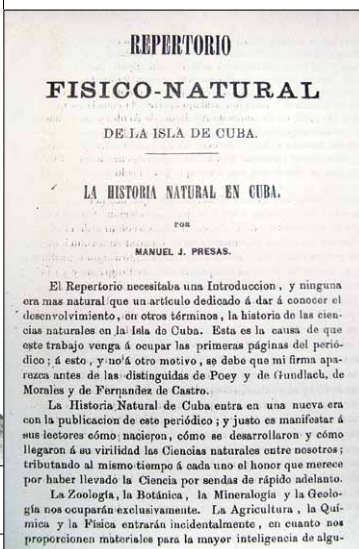 REPERTORIO
FISICO-NATURAL
DE LA ISLA DE CUBA.
LA HISTORIA NATURAL EN CUBA.
POR
MANUEL J. PRESAS.
El Repertorio necesitaba una Introduccion, y ninguna
era mas natural que un artículo dedicado á dar á conocer el
desenvolvimiento, en otros términos, la historia de las cien-
cias naturales en la Isla de Cuba. Esta es la causa de que
este trabajo venga á ocupar las primeras páginas del perió-
dico; á esto, y no á otro motivo, se debe que mi firma apa-
rezca antes de las distinguidas de Poey y de Gundlach, de
Morales y de Fernandez de Castro.
La Historia Natural de Cuba entra en una nueva era
con la publicacion de este periódico; y justo es manifestar á
sus lectores cómo nacieron, cómo se desarrollaron y cómo
llegaron á su virilidad las Ciencias naturales entre nosotros;
tributando al mismo tiempo á cada uno el honor que merece
por haber llevado la Ciencia por sendas de rápido adelanto.
La Zoología, la Botánica, la Mineralogía y la Geolo-
gía nos ocuparán exclusivamente. La Agricultura, la Quí-
mica y la Física entrarán incidentalmente, en cuanto nos
proporcionen materiales para la mayor inteligencia de algu-